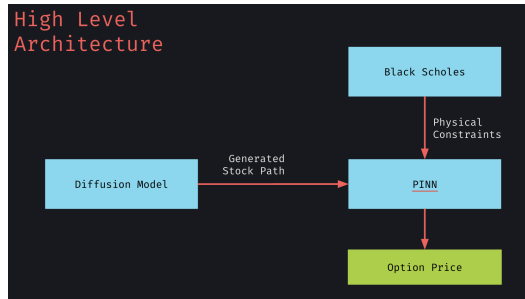 High Level
Architecture
Black Scholes
Physical
Constraints
Generated
Stock Path
Diffusion Model
PINN
Option Price